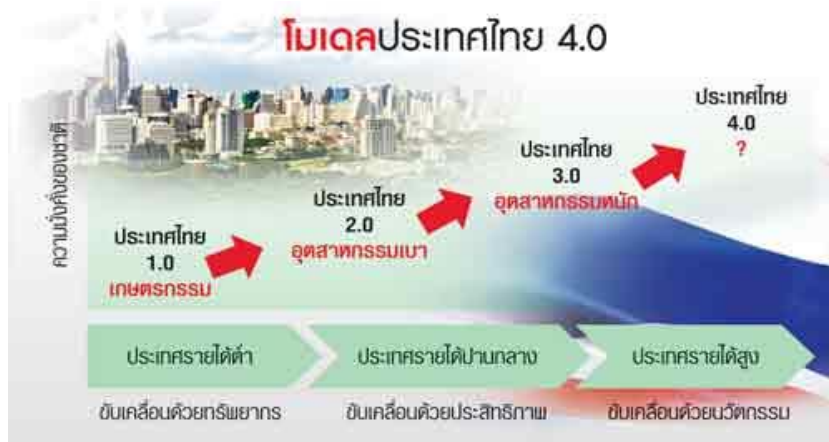 โมเดลประเทศไทย 4.0
ความมั่งคั่งของชาติ
ประเทศไทย
1.0
เกษตรกรรม
ประเทศไทย
2.0
อุตสาหกรรมเบา
ประเทศไทย
3.0
อุตสาหกรรมหนัก
ประเทศไทย
4.0
?
ประเทศรายได้ต่ำ
ประเทศรายได้ปานกลาง
ประเทศรายได้สูง
ขับเคลื่อนด้วยทรัพยากร
ขับเคลื่อนด้วยประสิทธิภาพ
ขับเคลื่อนด้วยนวัตกรรม